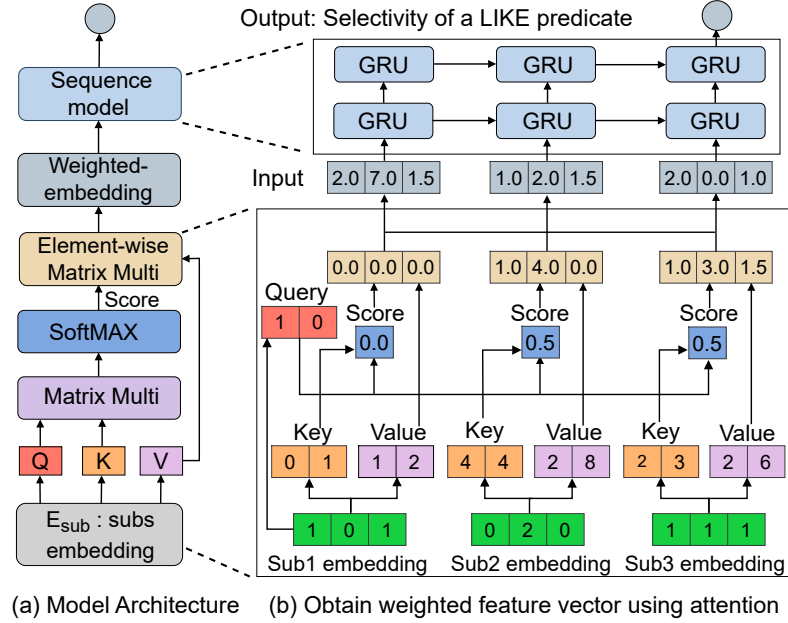 Output: Selectivity of a LIKE predicate
Sequence
model
GRU GRU GRU
GRU GRU GRU
Weighted-
embedding
Input
2.0 7.0 1.5 1.0 2.0 1.5 2.0 0.0 1.0
Element-wise
Matrix Multi
0.0 0.0 0.0 1.0 4.0 0.0 1.0 3.0 1.5
Score
Query
1 0
Score Score Score
0.0 0.5 0.5
SoftMAX
Matrix Multi
Q K V
Key Value Key Value Key Value
0 1 1 2 4 4 2 8 2 3 2 6
Esub : subs
embedding
1 0 1 0 2 0 1 1 1
Sub1 embedding Sub2 embedding Sub3 embedding
(a) Model Architecture (b) Obtain weighted feature vector using attention